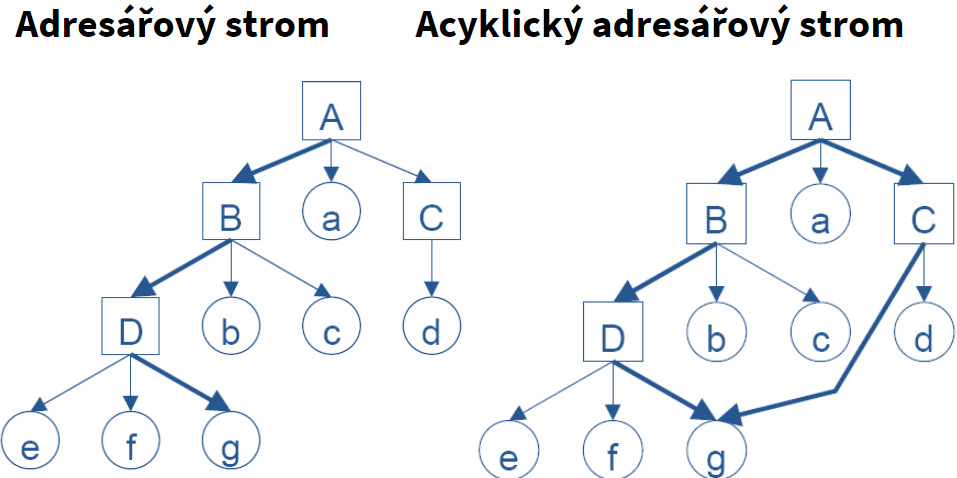 Adresářový strom
Acyklický adresářový strom
A
B a C
D b c d
e f g
A
B a C
D b c d
e f g